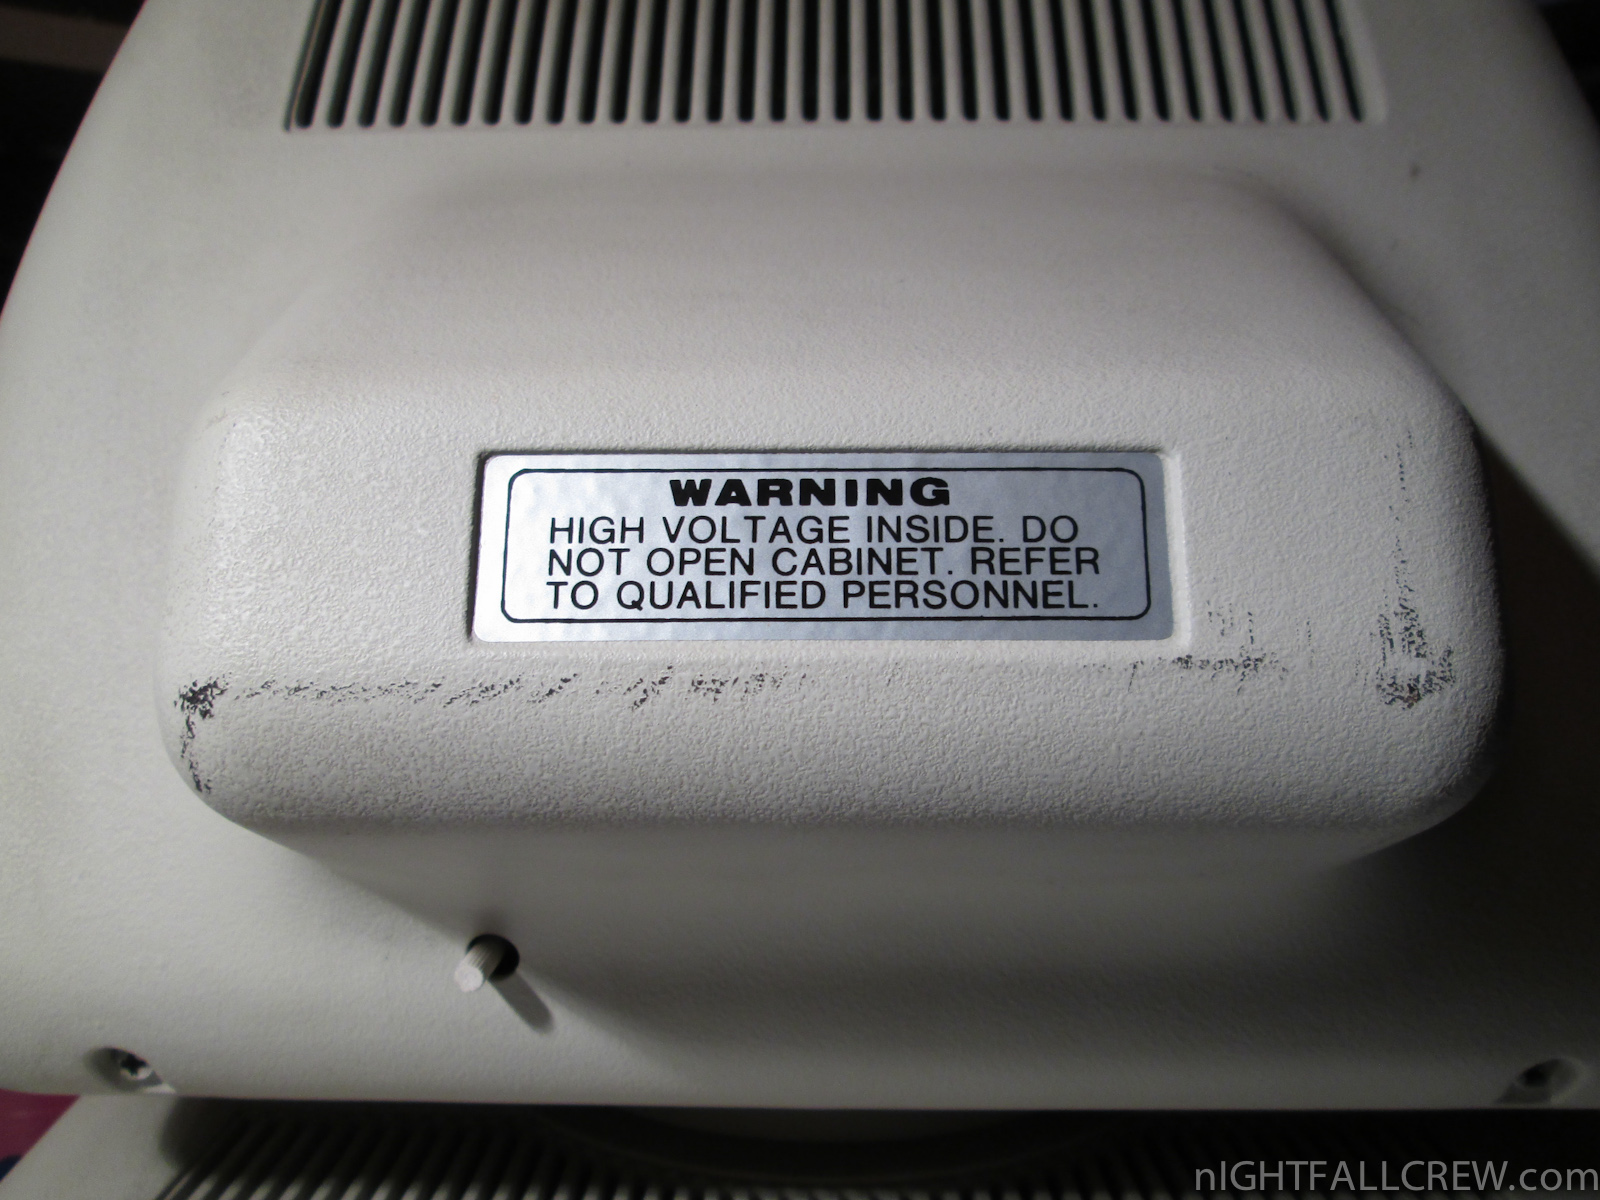 WARNING
HIGH VOLTAGE INSIDE. DO
NOT OPEN CABINET. REFER
TO QUALIFIED PERSONNEL.
nIGHTFALLCREW.com